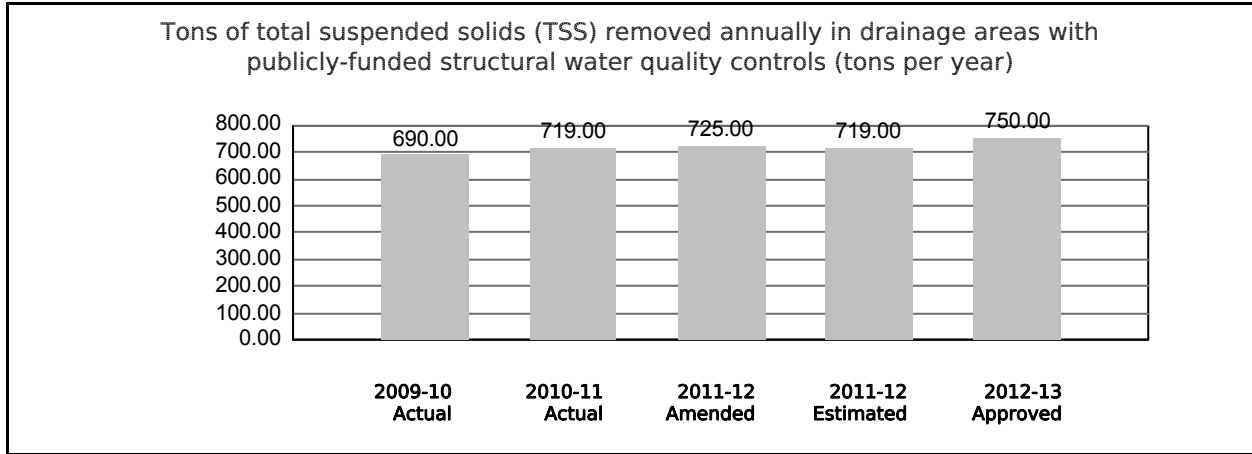 Tons of total suspended solids (TSS) removed annually in drainage areas with
publicly-funded structural water quality controls (tons per year)
800.00
700.00
600.00
500.00
400.00
300.00
200.00
100.00
0.00
690.00
719.00
725.00
719.00
750.00
2009-10
Actual
2010-11
Actual
2011-12
Amended
2011-12
Estimated
2012-13
Approved